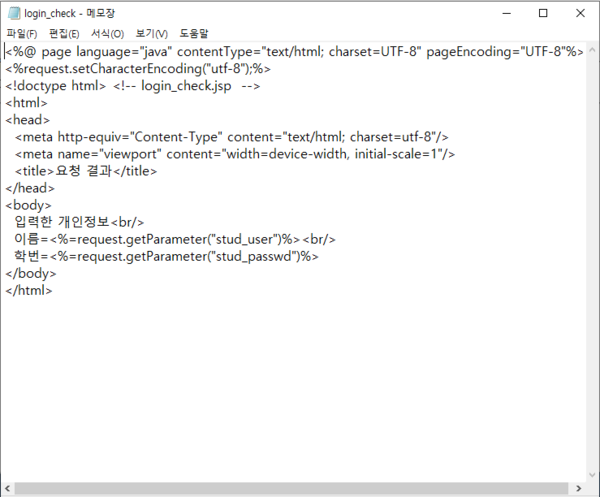 login_check - 메모장
파일(F) 편집(E) 서식(O) 보기(V) 도움말
<%@ page language="java" contentType="text/html; charset=UTF-8" pageEncoding="UTF-8"%>
<%request.setCharacterEncoding("utf-8");%>
<!doctype html> <!-- login_check.jsp -->
<html>
<head>
<meta http-equiv="Content-Type" content="text/html; charset=utf-8"/>
<meta name="viewport" content="width=device-width, initial-scale=1"/>
<title>요청 결과</title>
</head>
<body>
입력한 개인정보<br/>
이름=<%=request.getParameter("stud_user")%><br/>
학번=<%=request.getParameter("stud_passwd")%>
</body>
</html>